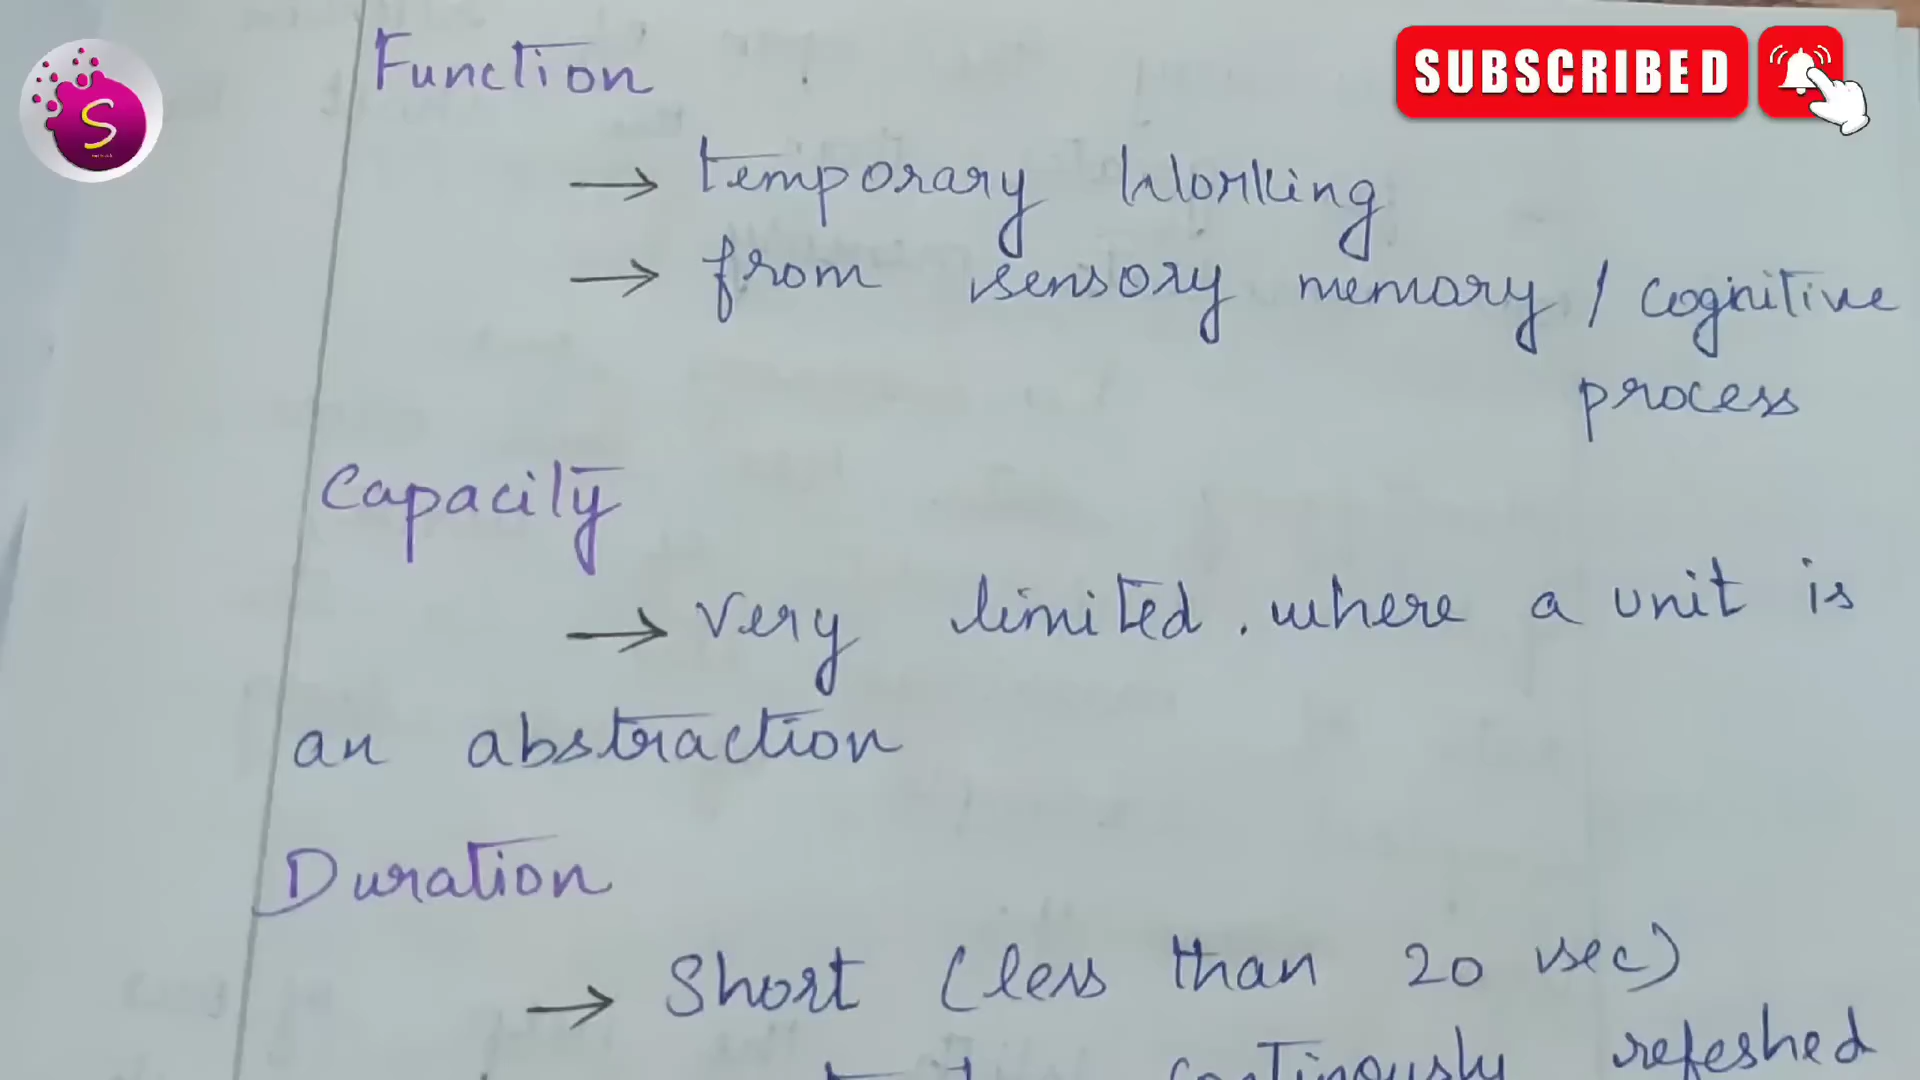 S
SUBSCRIBED
Function
→ temporary Working
→ from sensory memory / cognitive
process
Capacity
→ very limited. where a unit is
an abstraction
Duration
→ Short (less than 20 sec)
continously refeshed